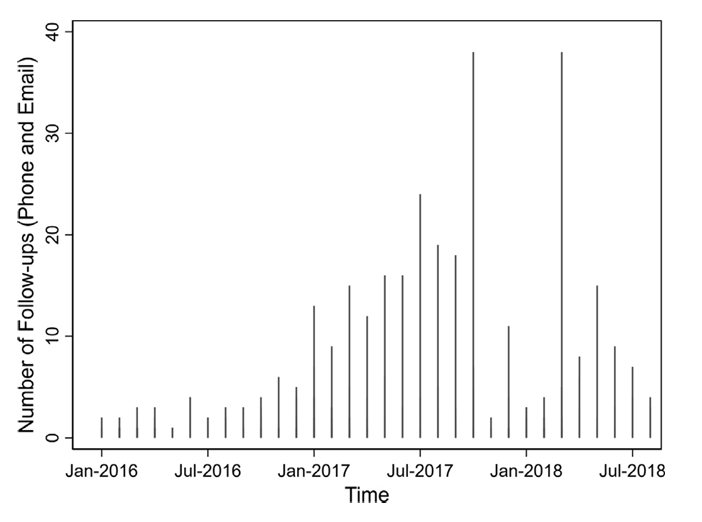 Number of Follow-ups (Phone and Email)
40
30
20
10
0
Jan-2016 Jul-2016 Jan-2017 Jul-2017 Jan-2018 Jul-2018
Time